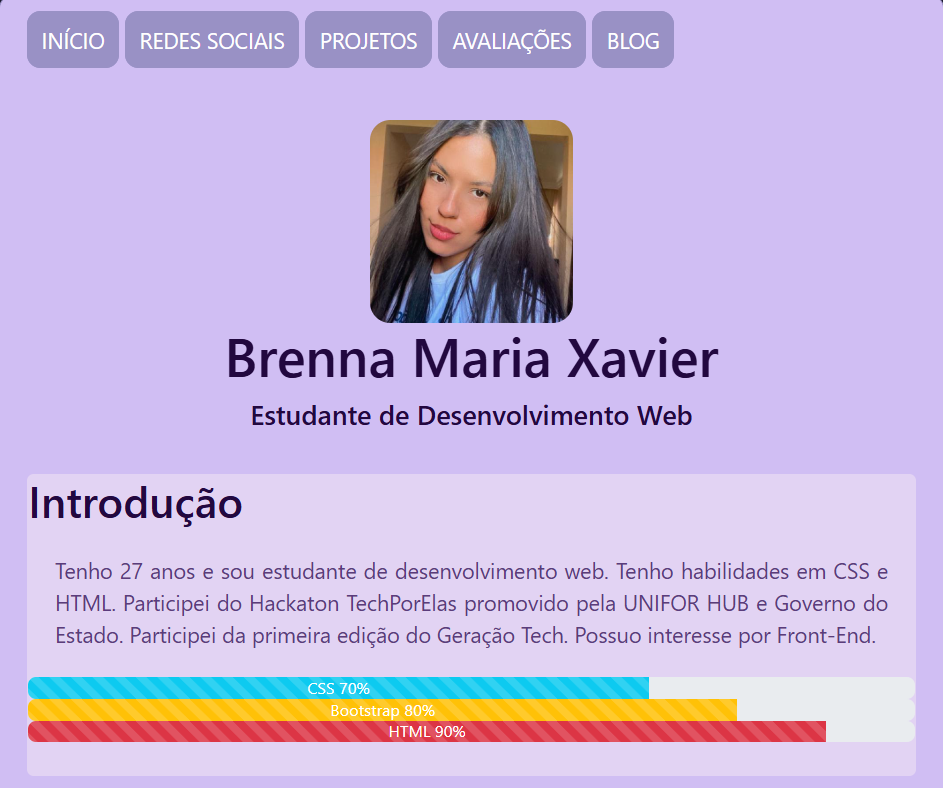 INÍCIO REDES SOCIAIS PROJETOS AVALIAÇÕES BLOG
Brenna Maria Xavier
Estudante de Desenvolvimento Web
Introdução
Tenho 27 anos e sou estudante de desenvolvimento web. Tenho habilidades em CSS e
HTML. Participei do Hackaton TechPorElas promovido pela UNIFOR HUB e Governo do
Estado. Participei da primeira edição do Geração Tech. Possuo interesse por Front-End.
CSS 70%
Bootstrap 80%
HTML 90%